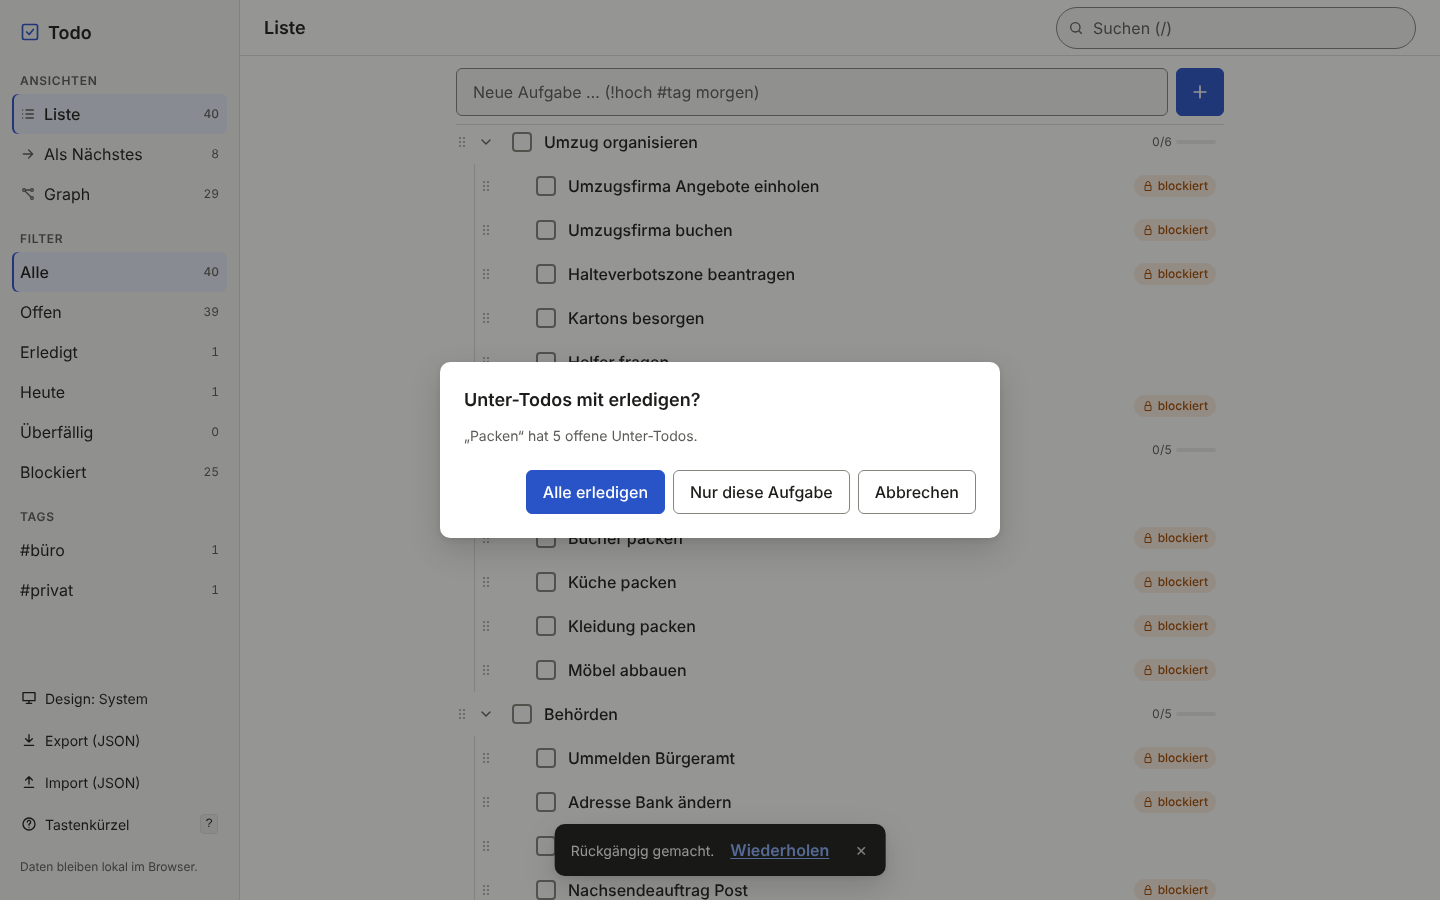 Todo
Liste
Suchen (/)
ANSICHTEN
Liste 40
Als Nächstes 8
Graph 29
FILTER
Alle 40
Offen 39
Erledigt 1
Heute 1
Überfällig 0
Blockiert 25
TAGS
#büro 1
#privat 1
Design: System
Export (JSON)
Import (JSON)
Tastenkürzel ?
Daten bleiben lokal im Browser.
Neue Aufgabe … (!hoch #tag morgen)
Umzug organisieren 0/6
Umzugsfirma Angebote einholen blockiert
Umzugsfirma buchen blockiert
Halteverbotszone beantragen blockiert
Kartons besorgen
Helfer fragen
blockiert
0/5
Unter-Todos mit erledigen?
„Packen“ hat 5 offene Unter-Todos.
Alle erledigen Nur diese Aufgabe Abbrechen
Bücher packen blockiert
Küche packen blockiert
Kleidung packen blockiert
Möbel abbauen blockiert
Behörden 0/5
Ummelden Bürgeramt blockiert
Adresse Bank ändern blockiert
Rückgängig gemacht. Wiederholen
Nachsendeauftrag Post blockiert